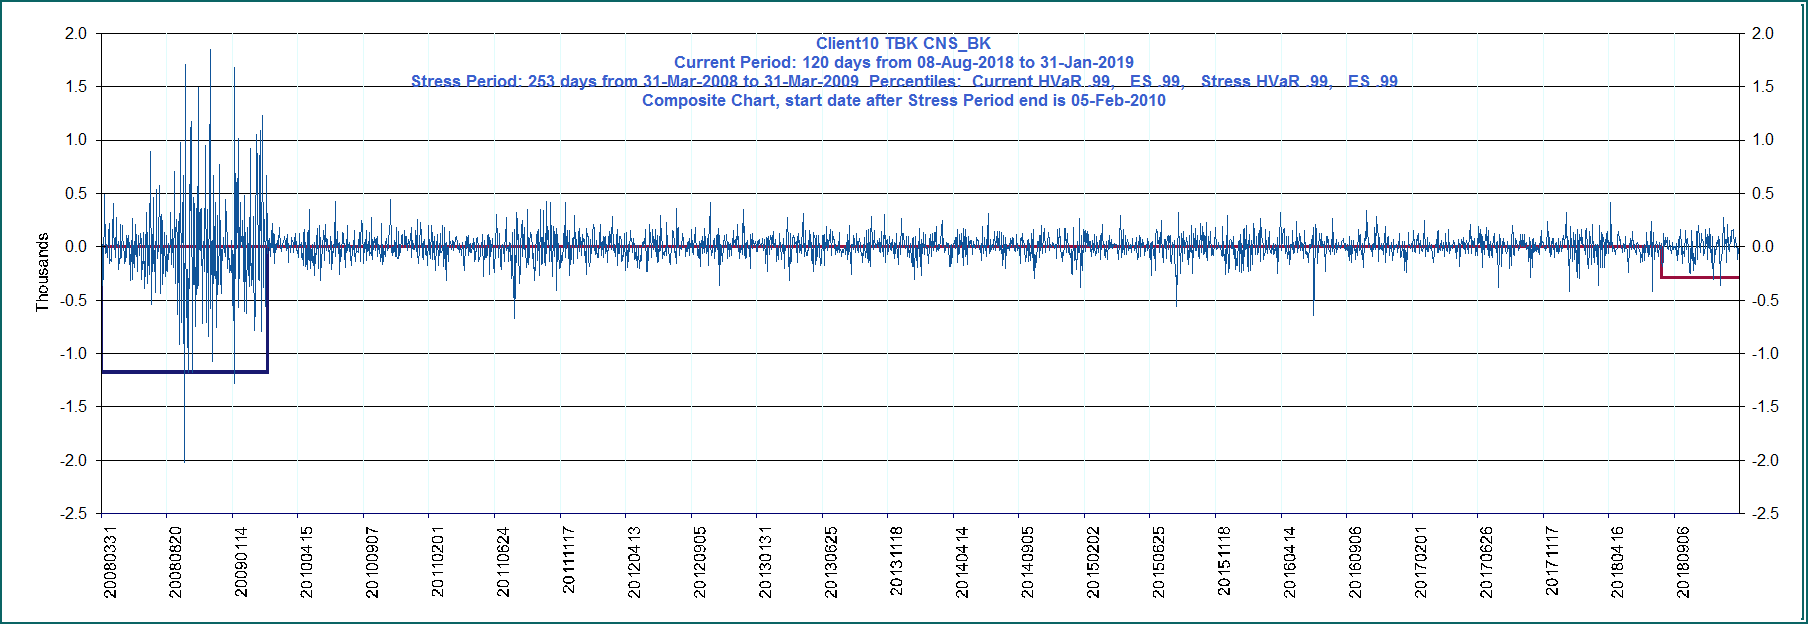 Client10 TBK CNS_BK
Current Period: 120 days from 08-Aug-2018 to 31-Jan-2019
Stress Period: 253 days from 31-Mar-2008 to 31-Mar-2009 Percentiles: Current HVaR .99, ES .99, Stress HVaR .99, ES .99
Composite Chart, start date after Stress Period end is 05-Feb-2010
2.0 2.0
1.5 1.5
1.0 1.0
0.5 0.5
0.0 0.0
-0.5 -0.5
-1.0 -1.0
-1.5 -1.5
-2.0 -2.0
-2.5 -2.5
Thousands
20080331 20080820 20090114 20100415 20100907 20110201 20110624 20111117 20120413 20120905 20130131 20130625 20131118 20140414 20140905 20150202 20150625 20151118 20160414 20160906 20170201 20170626 20171117 20180416 20180906